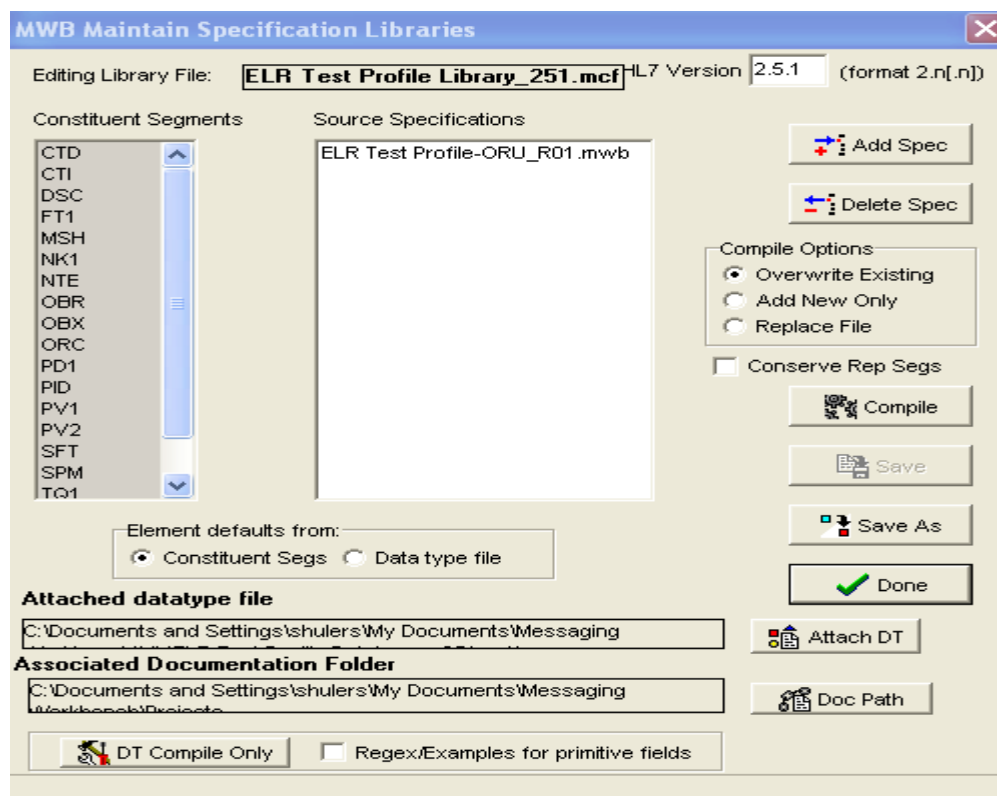 MWB Maintain Specification Libraries
Editing Library File: ELR Test Profile Library_251.mcf HL7 Version 2.5.1 (format 2.n[.n])
Constituent Segments
CTD
CTI
DSC
FT1
MSH
NK1
NTE
OBR
OBX
ORC
PD1
PID
PV1
PV2
SFT
SPM
TQ1
Source Specifications
ELR Test Profile-ORU_R01.mwb
Add Spec
Delete Spec
Compile Options
Overwrite Existing
Add New Only
Replace File
Conserve Rep Segs
Compile
Save
Save As
Done
Element defaults from:
Constituent Segs Data type file
Attached datatype file
C:\Documents and Settings\shulers\My Documents\Messaging
Attach DT
Associated Documentation Folder
C:\Documents and Settings\shulers\My Documents\Messaging
Workbench\Projects
Doc Path
DT Compile Only Regex/Examples for primitive fields